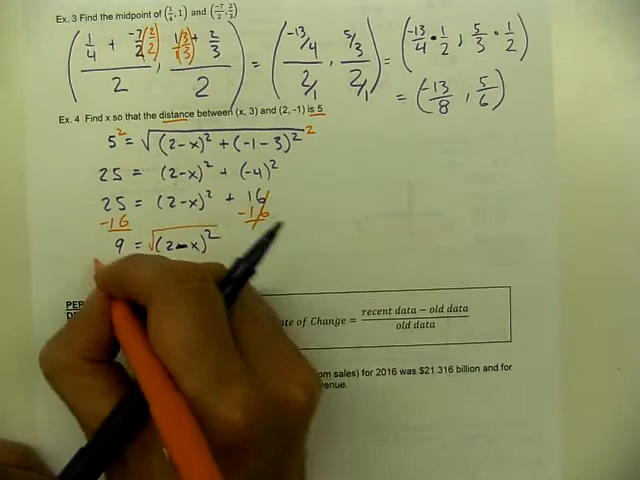 Ex. 3 Find the midpoint of (1/4, 1) and (-7/2, 2/3)
((1/4 + -7/2(2/2))/2, (1/1(3/3) + 2/3)/2) = ((-13/4)/(2/1), (5/3)/(2/1)) = (-13/4 • 1/2, 5/3 • 1/2)
= (-13/8, 5/6)
Ex. 4 Find x so that the distance between (x, 3) and (2, -1) is 5
5² = √((2-x)² + (-1-3)²)²
25 = (2-x)² + (-4)²
25 = (2-x)² + 16
-16 -16
9 = √(2-x)²
PER
ate of Change = (recent data − old data)/(old data)
om sales) for 2016 was $21.316 billion and for
enue.